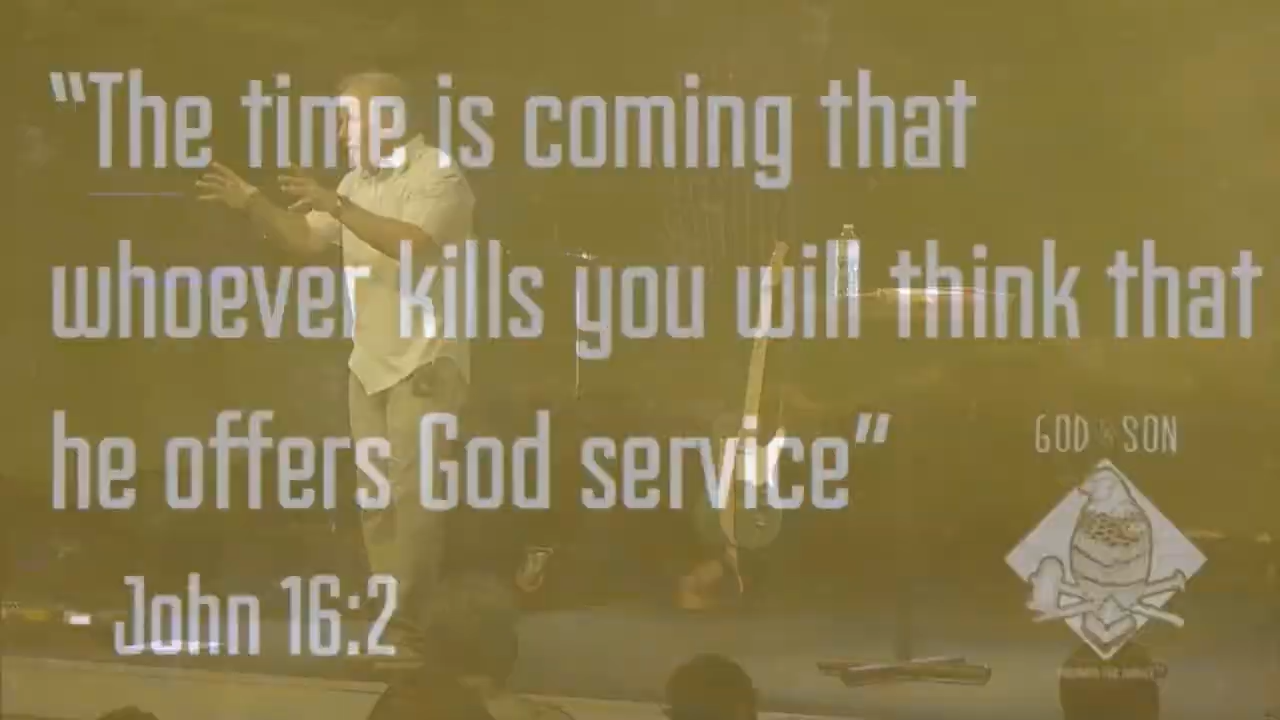 “The time is coming that
whoever kills you will think that
he offers God service”
- John 16:2
GOD SON